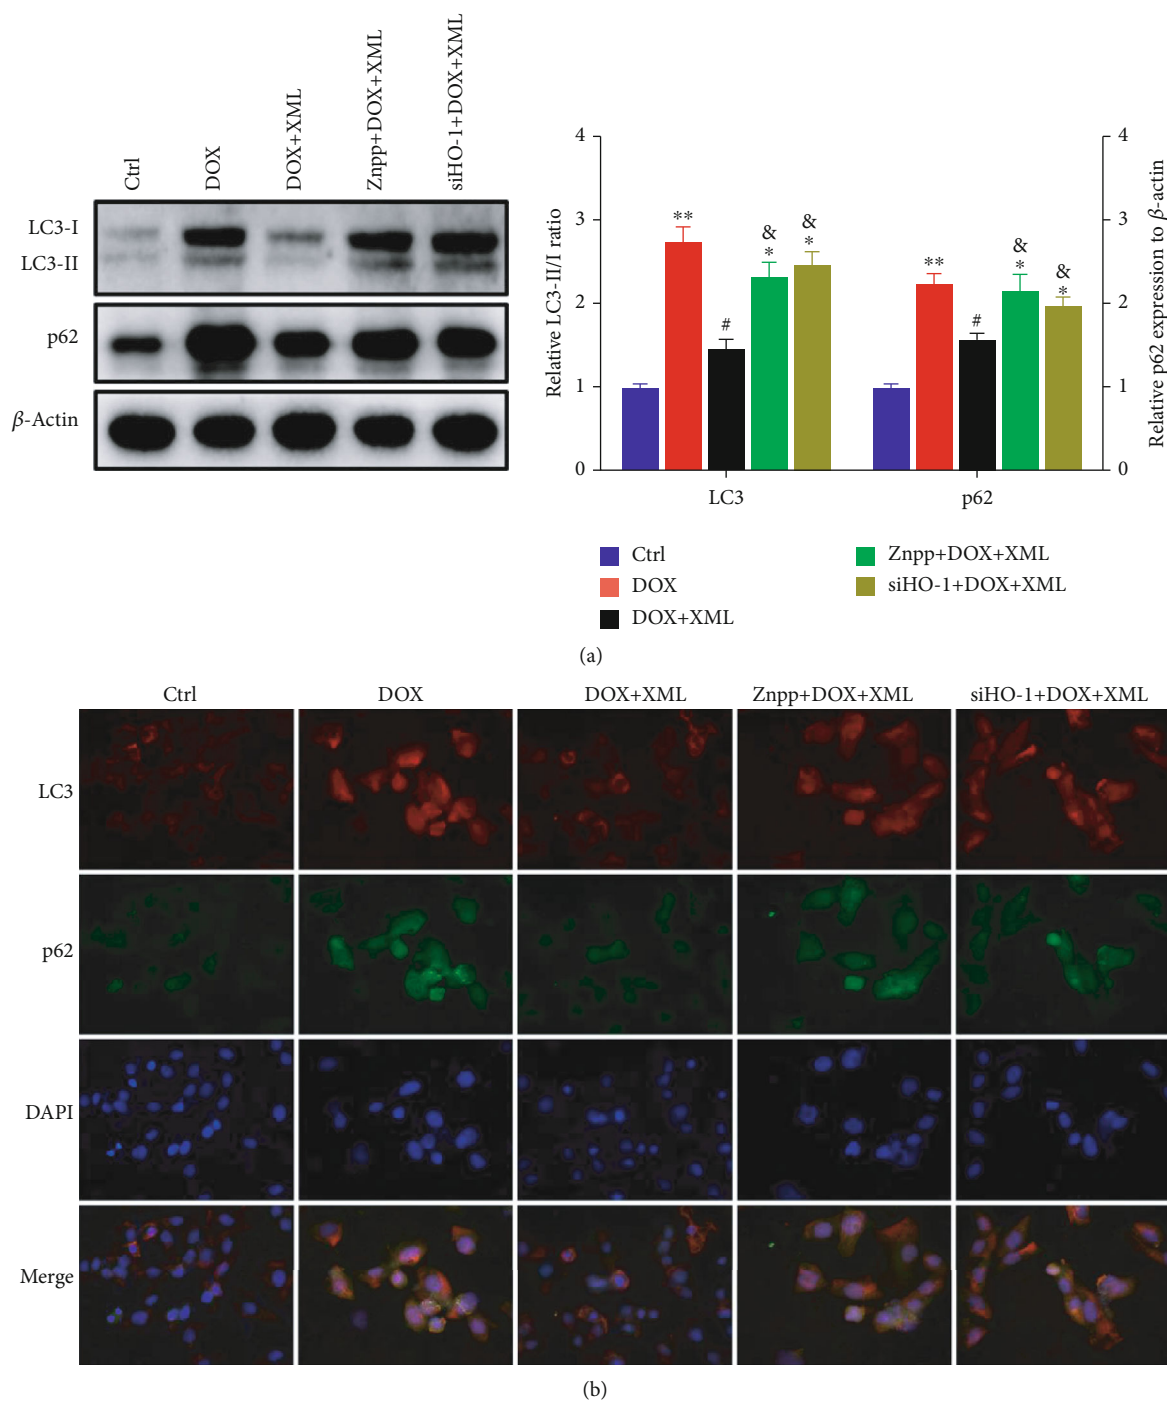 Ctrl
DOX
DOX+XML
Znpp+DOX+XML
siHO-1+DOX+XML
LC3-I
LC3-II
p62
β-Actin
Relative LC3-II/I ratio
4
3
2
1
0
**
#
&
*
&
*
**
#
&
*
&
*
LC3
p62
4
3
2
1
0
Relative p62 expression to β-actin
Ctrl
DOX
DOX+XML
Znpp+DOX+XML
siHO-1+DOX+XML
(a)
Ctrl
DOX
DOX+XML
Znpp+DOX+XML
siHO-1+DOX+XML
LC3
p62
DAPI
Merge
(b)